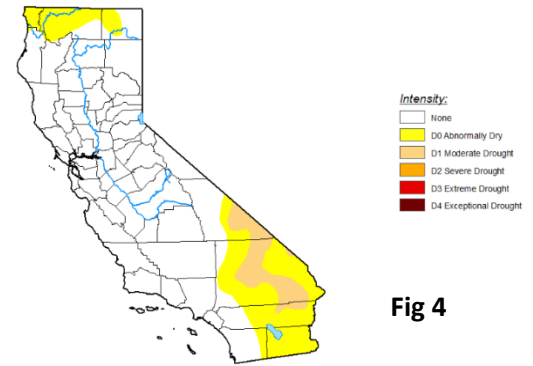 Intensity:
None
D0 Abnormally Dry
D1 Moderate Drought
D2 Severe Drought
D3 Extreme Drought
D4 Exceptional Drought
Fig 4